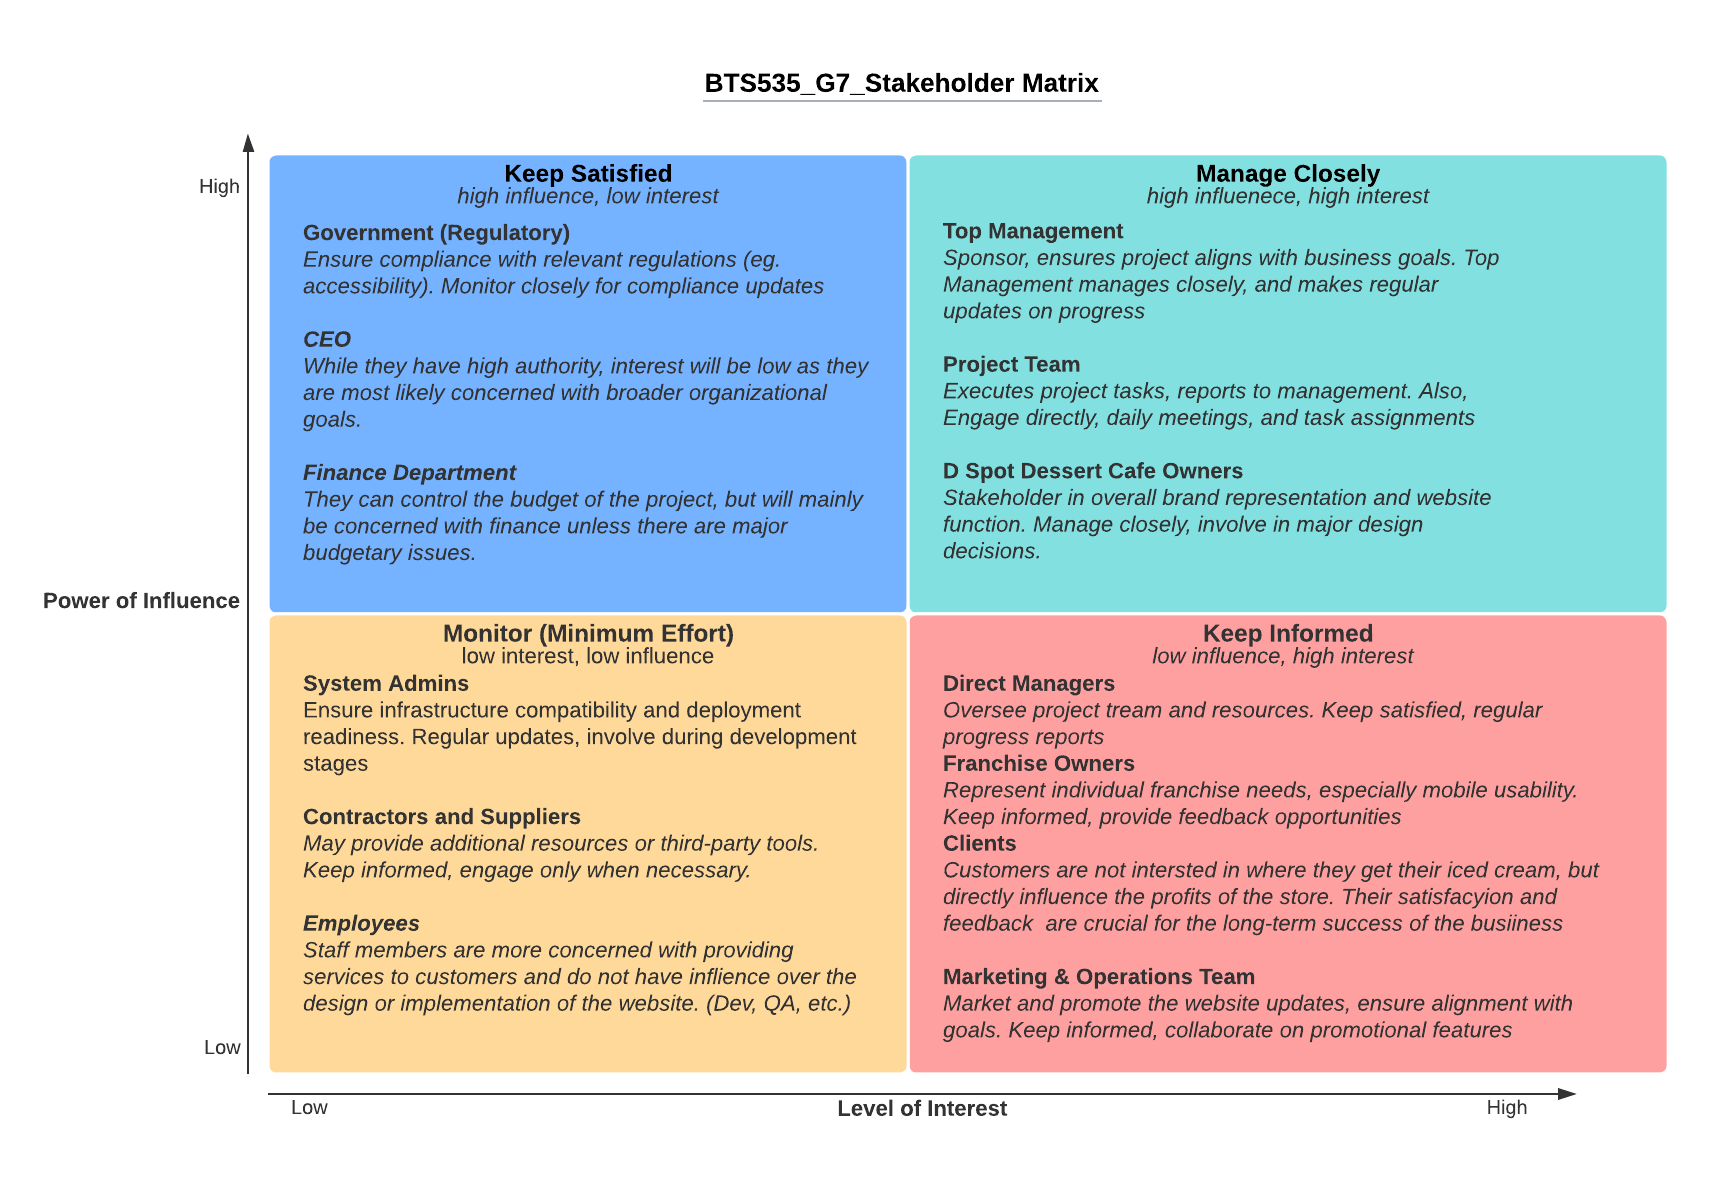 BTS535_G7_Stakeholder Matrix
High
Power of Influence
Low
Keep Satisfied
high influence, low interest
Government (Regulatory)
Ensure compliance with relevant regulations (eg.
accessibility). Monitor closely for compliance updates
CEO
While they have high authority, interest will be low as they
are most likely concerned with broader organizational
goals.
Finance Department
They can control the budget of the project, but will mainly
be concerned with finance unless there are major
budgetary issues.
Manage Closely
high influenece, high interest
Top Management
Sponsor, ensures project aligns with business goals. Top
Management manages closely, and makes regular
updates on progress
Project Team
Executes project tasks, reports to management. Also,
Engage directly, daily meetings, and task assignments
D Spot Dessert Cafe Owners
Stakeholder in overall brand representation and website
function. Manage closely, involve in major design
decisions.
Monitor (Minimum Effort)
low interest, low influence
System Admins
Ensure infrastructure compatibility and deployment
readiness. Regular updates, involve during development
stages
Contractors and Suppliers
May provide additional resources or third-party tools.
Keep informed, engage only when necessary.
Employees
Staff members are more concerned with providing
services to customers and do not have inflience over the
design or implementation of the website. (Dev, QA, etc.)
Keep Informed
low influence, high interest
Direct Managers
Oversee project tream and resources. Keep satisfied, regular
progress reports
Franchise Owners
Represent individual franchise needs, especially mobile usability.
Keep informed, provide feedback opportunities
Clients
Customers are not intersted in where they get their iced cream, but
directly influence the profits of the store. Their satisfacyion and
feedback  are crucial for the long-term success of the busiiness
Marketing & Operations Team
Market and promote the website updates, ensure alignment with
goals. Keep informed, collaborate on promotional features
Low
Level of Interest
High